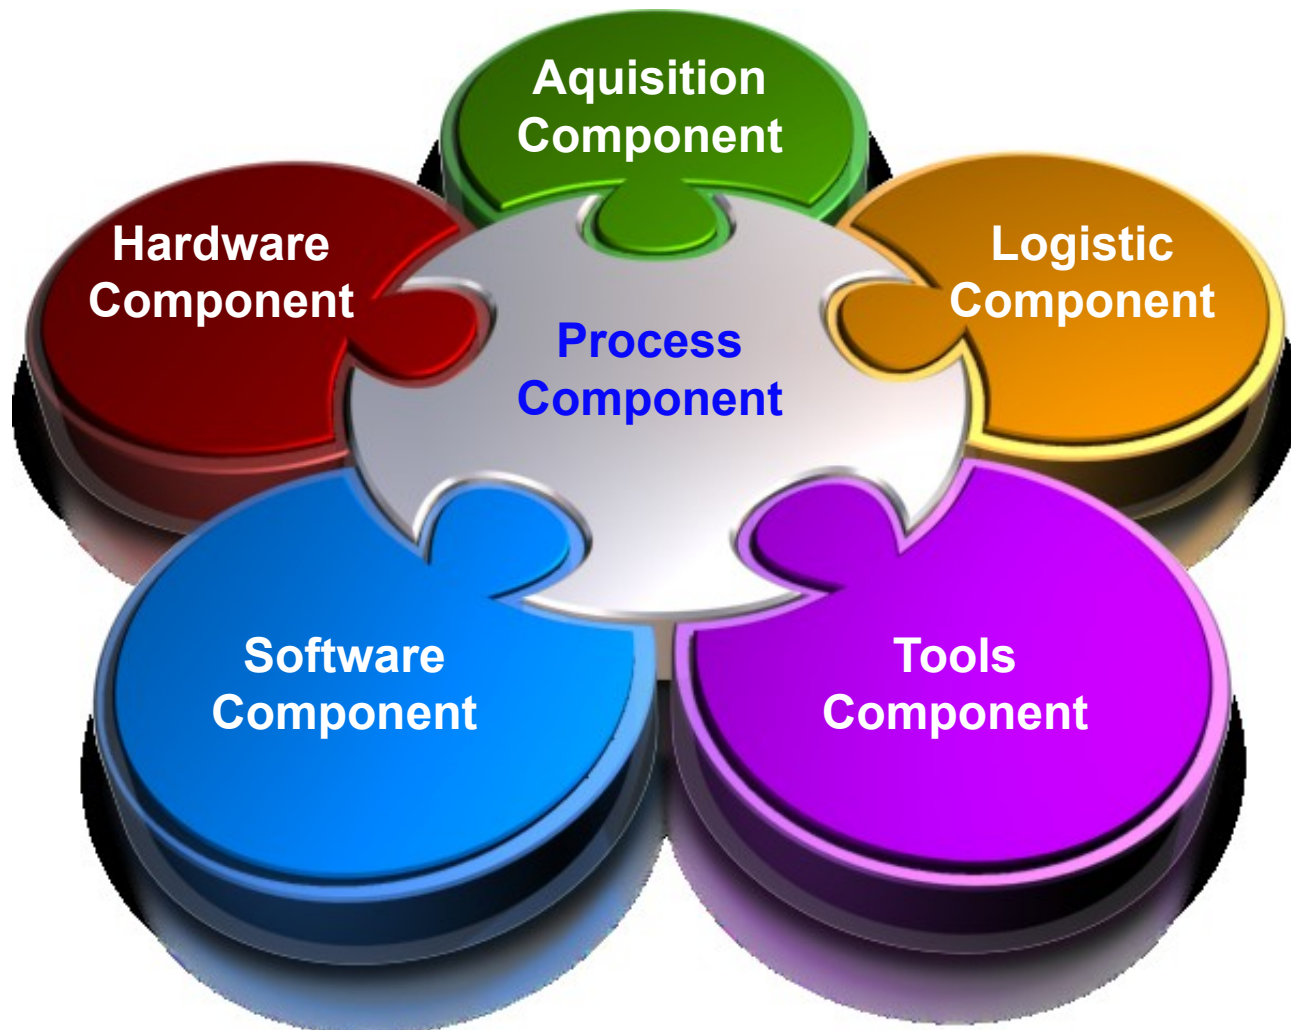 Aquisition
Component
Hardware
Component
Logistic
Component
Process
Component
Software
Component
Tools
Component